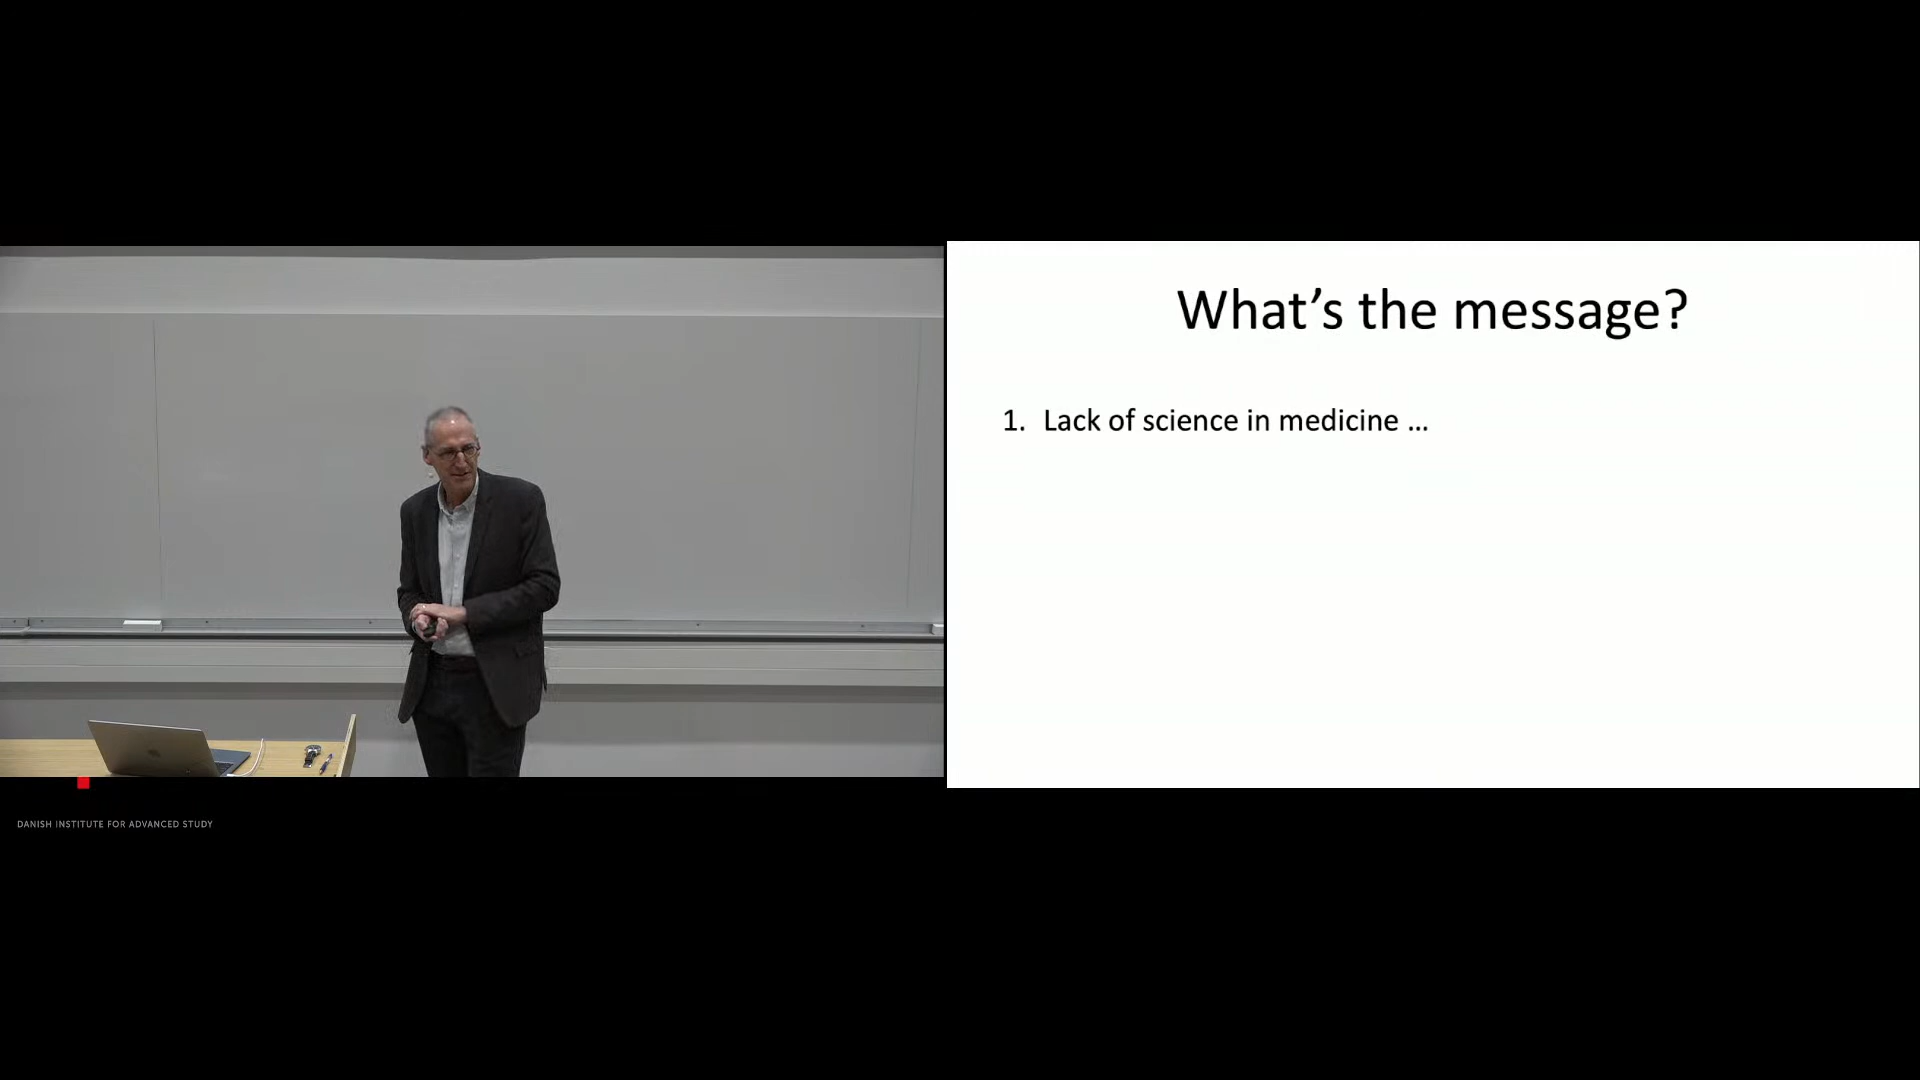 What's the message?
1. Lack of science in medicine ...
DANISH INSTITUTE FOR ADVANCED STUDY